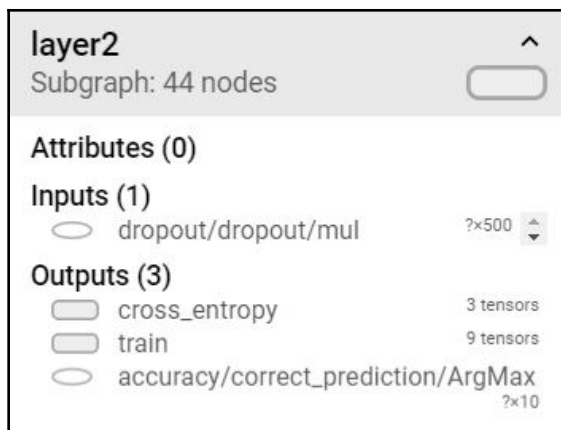 layer2
Subgraph: 44 nodes
Attributes (0)
Inputs (1)
dropout/dropout/mul ?×500
Outputs (3)
cross_entropy 3 tensors
train 9 tensors
accuracy/correct_prediction/ArgMax
?×10